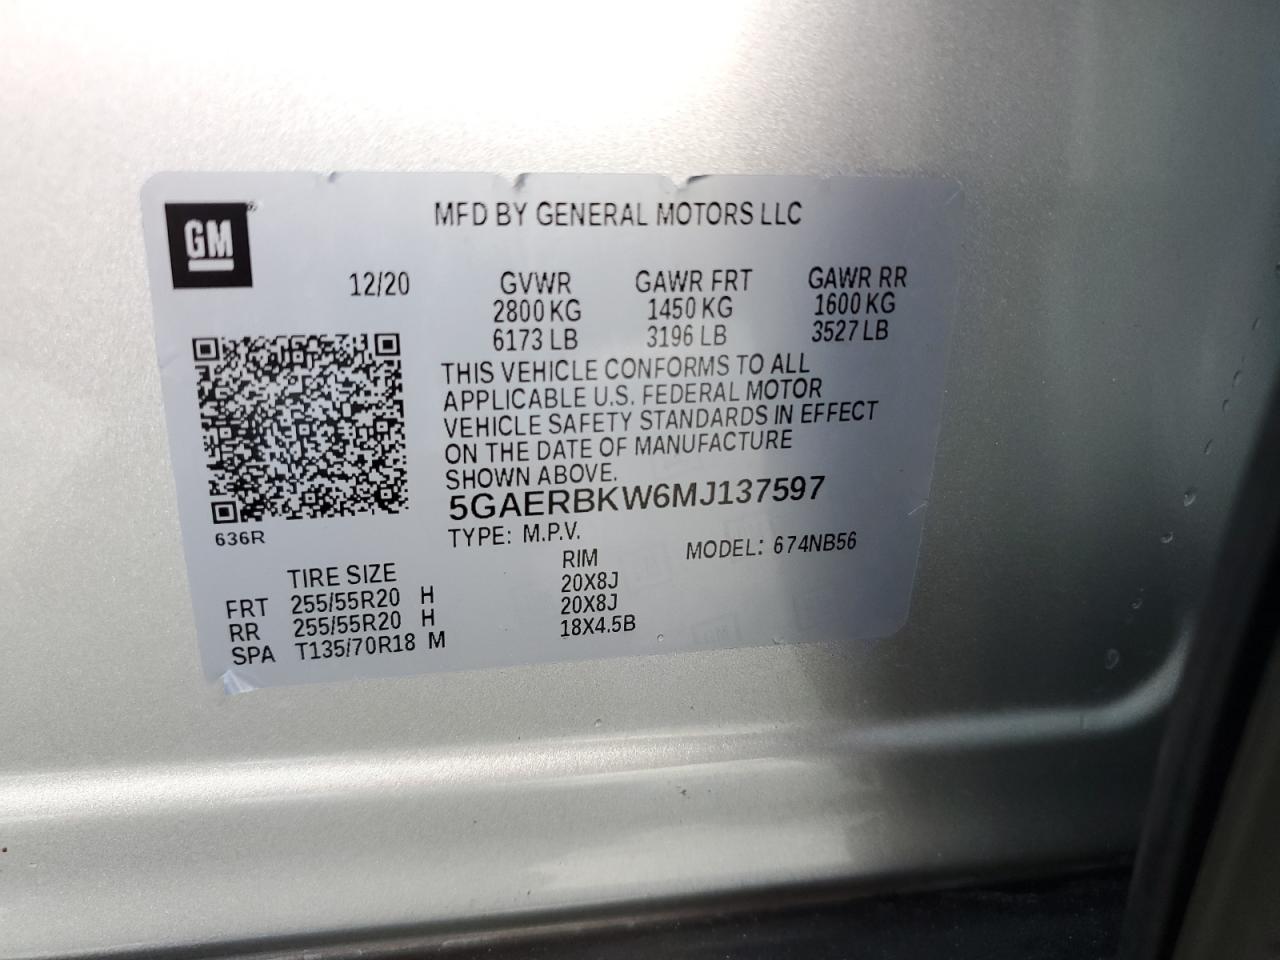 GM
MFD BY GENERAL MOTORS LLC
12/20 GVWR GAWR FRT GAWR RR
2800 KG 1450 KG 1600 KG
6173 LB 3196 LB 3527 LB
THIS VEHICLE CONFORMS TO ALL
APPLICABLE U.S. FEDERAL MOTOR
VEHICLE SAFETY STANDARDS IN EFFECT
ON THE DATE OF MANUFACTURE
SHOWN ABOVE.
5GAERBKW6MJ137597
636R
TYPE: M.P.V. MODEL: 674NB56
TIRE SIZE RIM
FRT 255/55R20 H 20X8J
RR 255/55R20 H 20X8J
SPA T135/70R18 M 18X4.5B